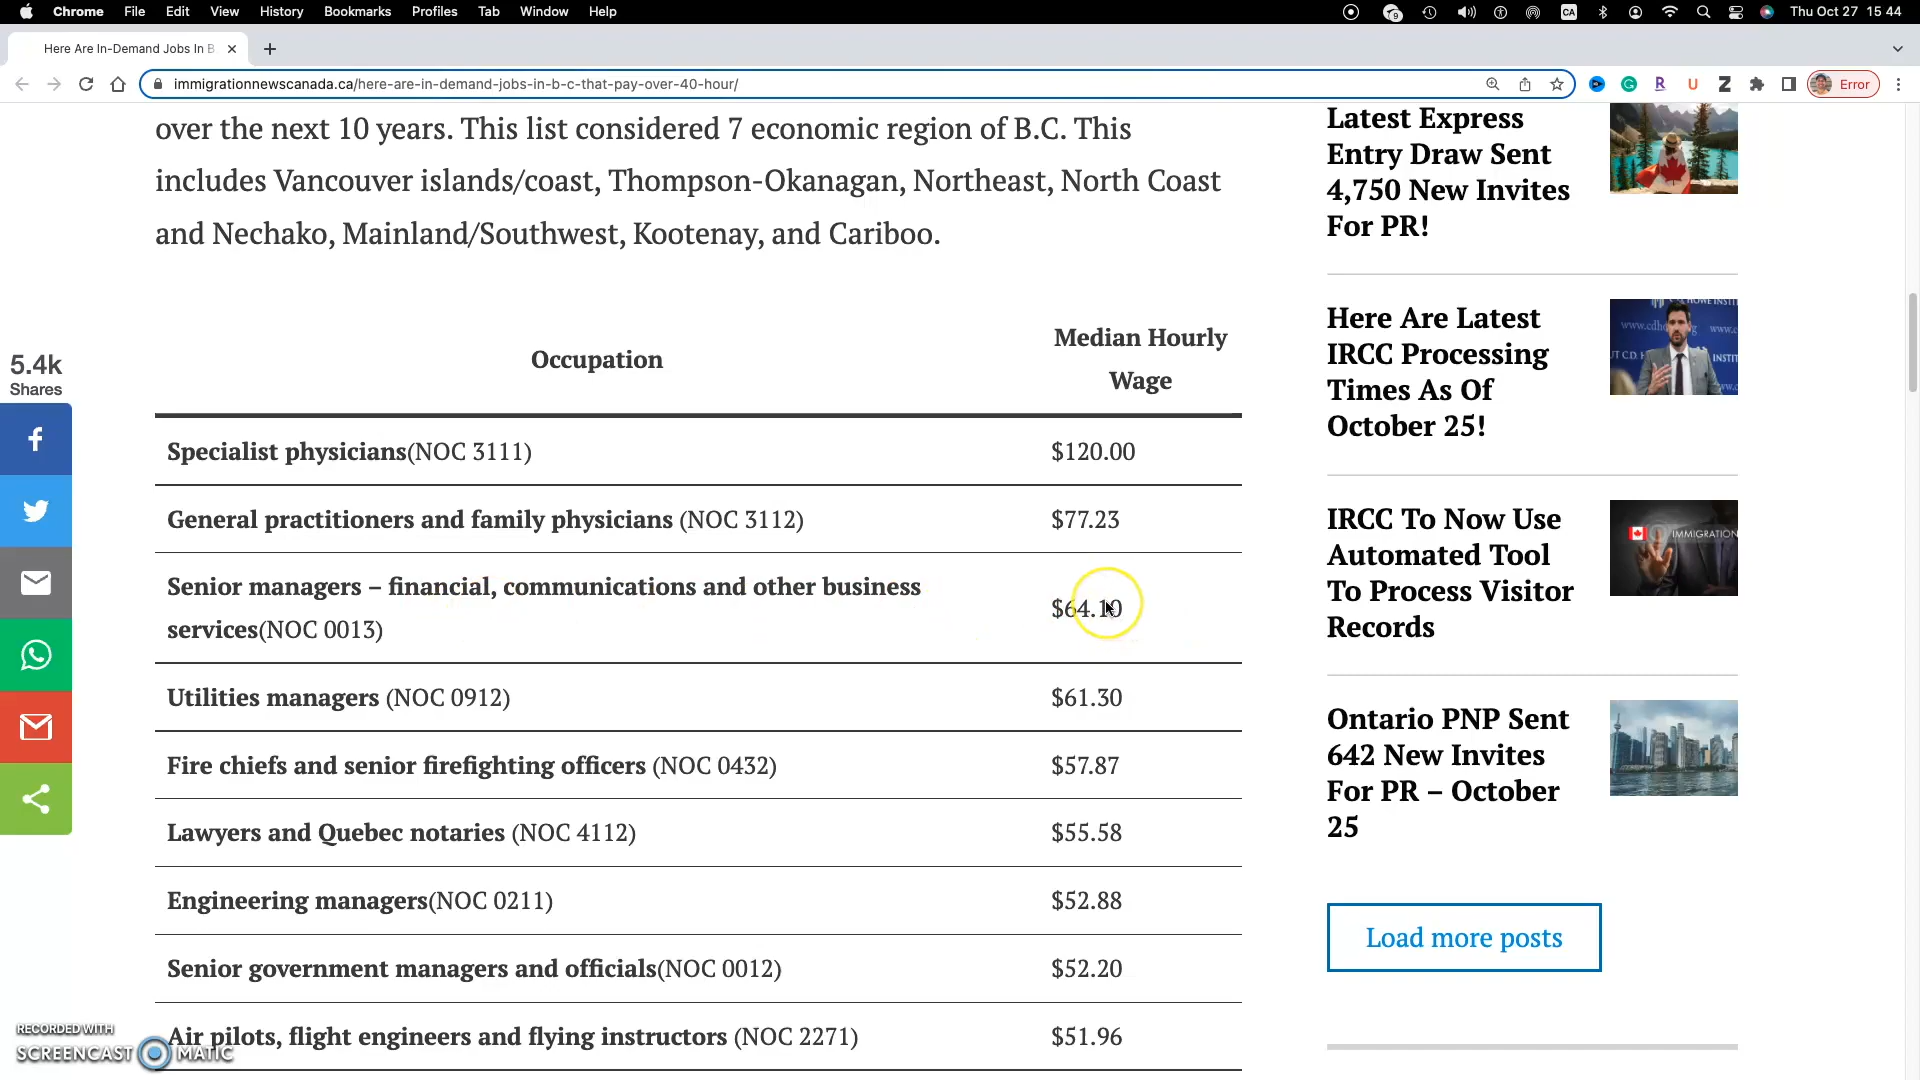 Chrome File Edit View History Bookmarks Profiles Tab Window Help
9
CA
Thu Oct 27 15 44
Here Are In-Demand Jobs In B
immigrationnewscanada.ca/here-are-in-demand-jobs-in-b-c-that-pay-over-40-hour/
Error
over the next 10 years. This list considered 7 economic region of B.C. This
includes Vancouver islands/coast, Thompson-Okanagan, Northeast, North Coast
and Nechako, Mainland/Southwest, Kootenay, and Cariboo.
5.4k
Shares
Occupation
Median Hourly
Wage
Specialist physicians(NOC 3111) $120.00
General practitioners and family physicians (NOC 3112) $77.23
Senior managers – financial, communications and other business
services(NOC 0013)
$64.10
Utilities managers (NOC 0912) $61.30
Fire chiefs and senior firefighting officers (NOC 0432) $57.87
Lawyers and Quebec notaries (NOC 4112) $55.58
Engineering managers(NOC 0211) $52.88
Senior government managers and officials(NOC 0012) $52.20
Air pilots, flight engineers and flying instructors (NOC 2271) $51.96
Latest Express
Entry Draw Sent
4,750 New Invites
For PR!
Here Are Latest
IRCC Processing
Times As Of
October 25!
IRCC To Now Use
Automated Tool
To Process Visitor
Records
IMMIGRATION
Ontario PNP Sent
642 New Invites
For PR – October
25
Load more posts
RECORDED WITH
SCREENCAST MATIC